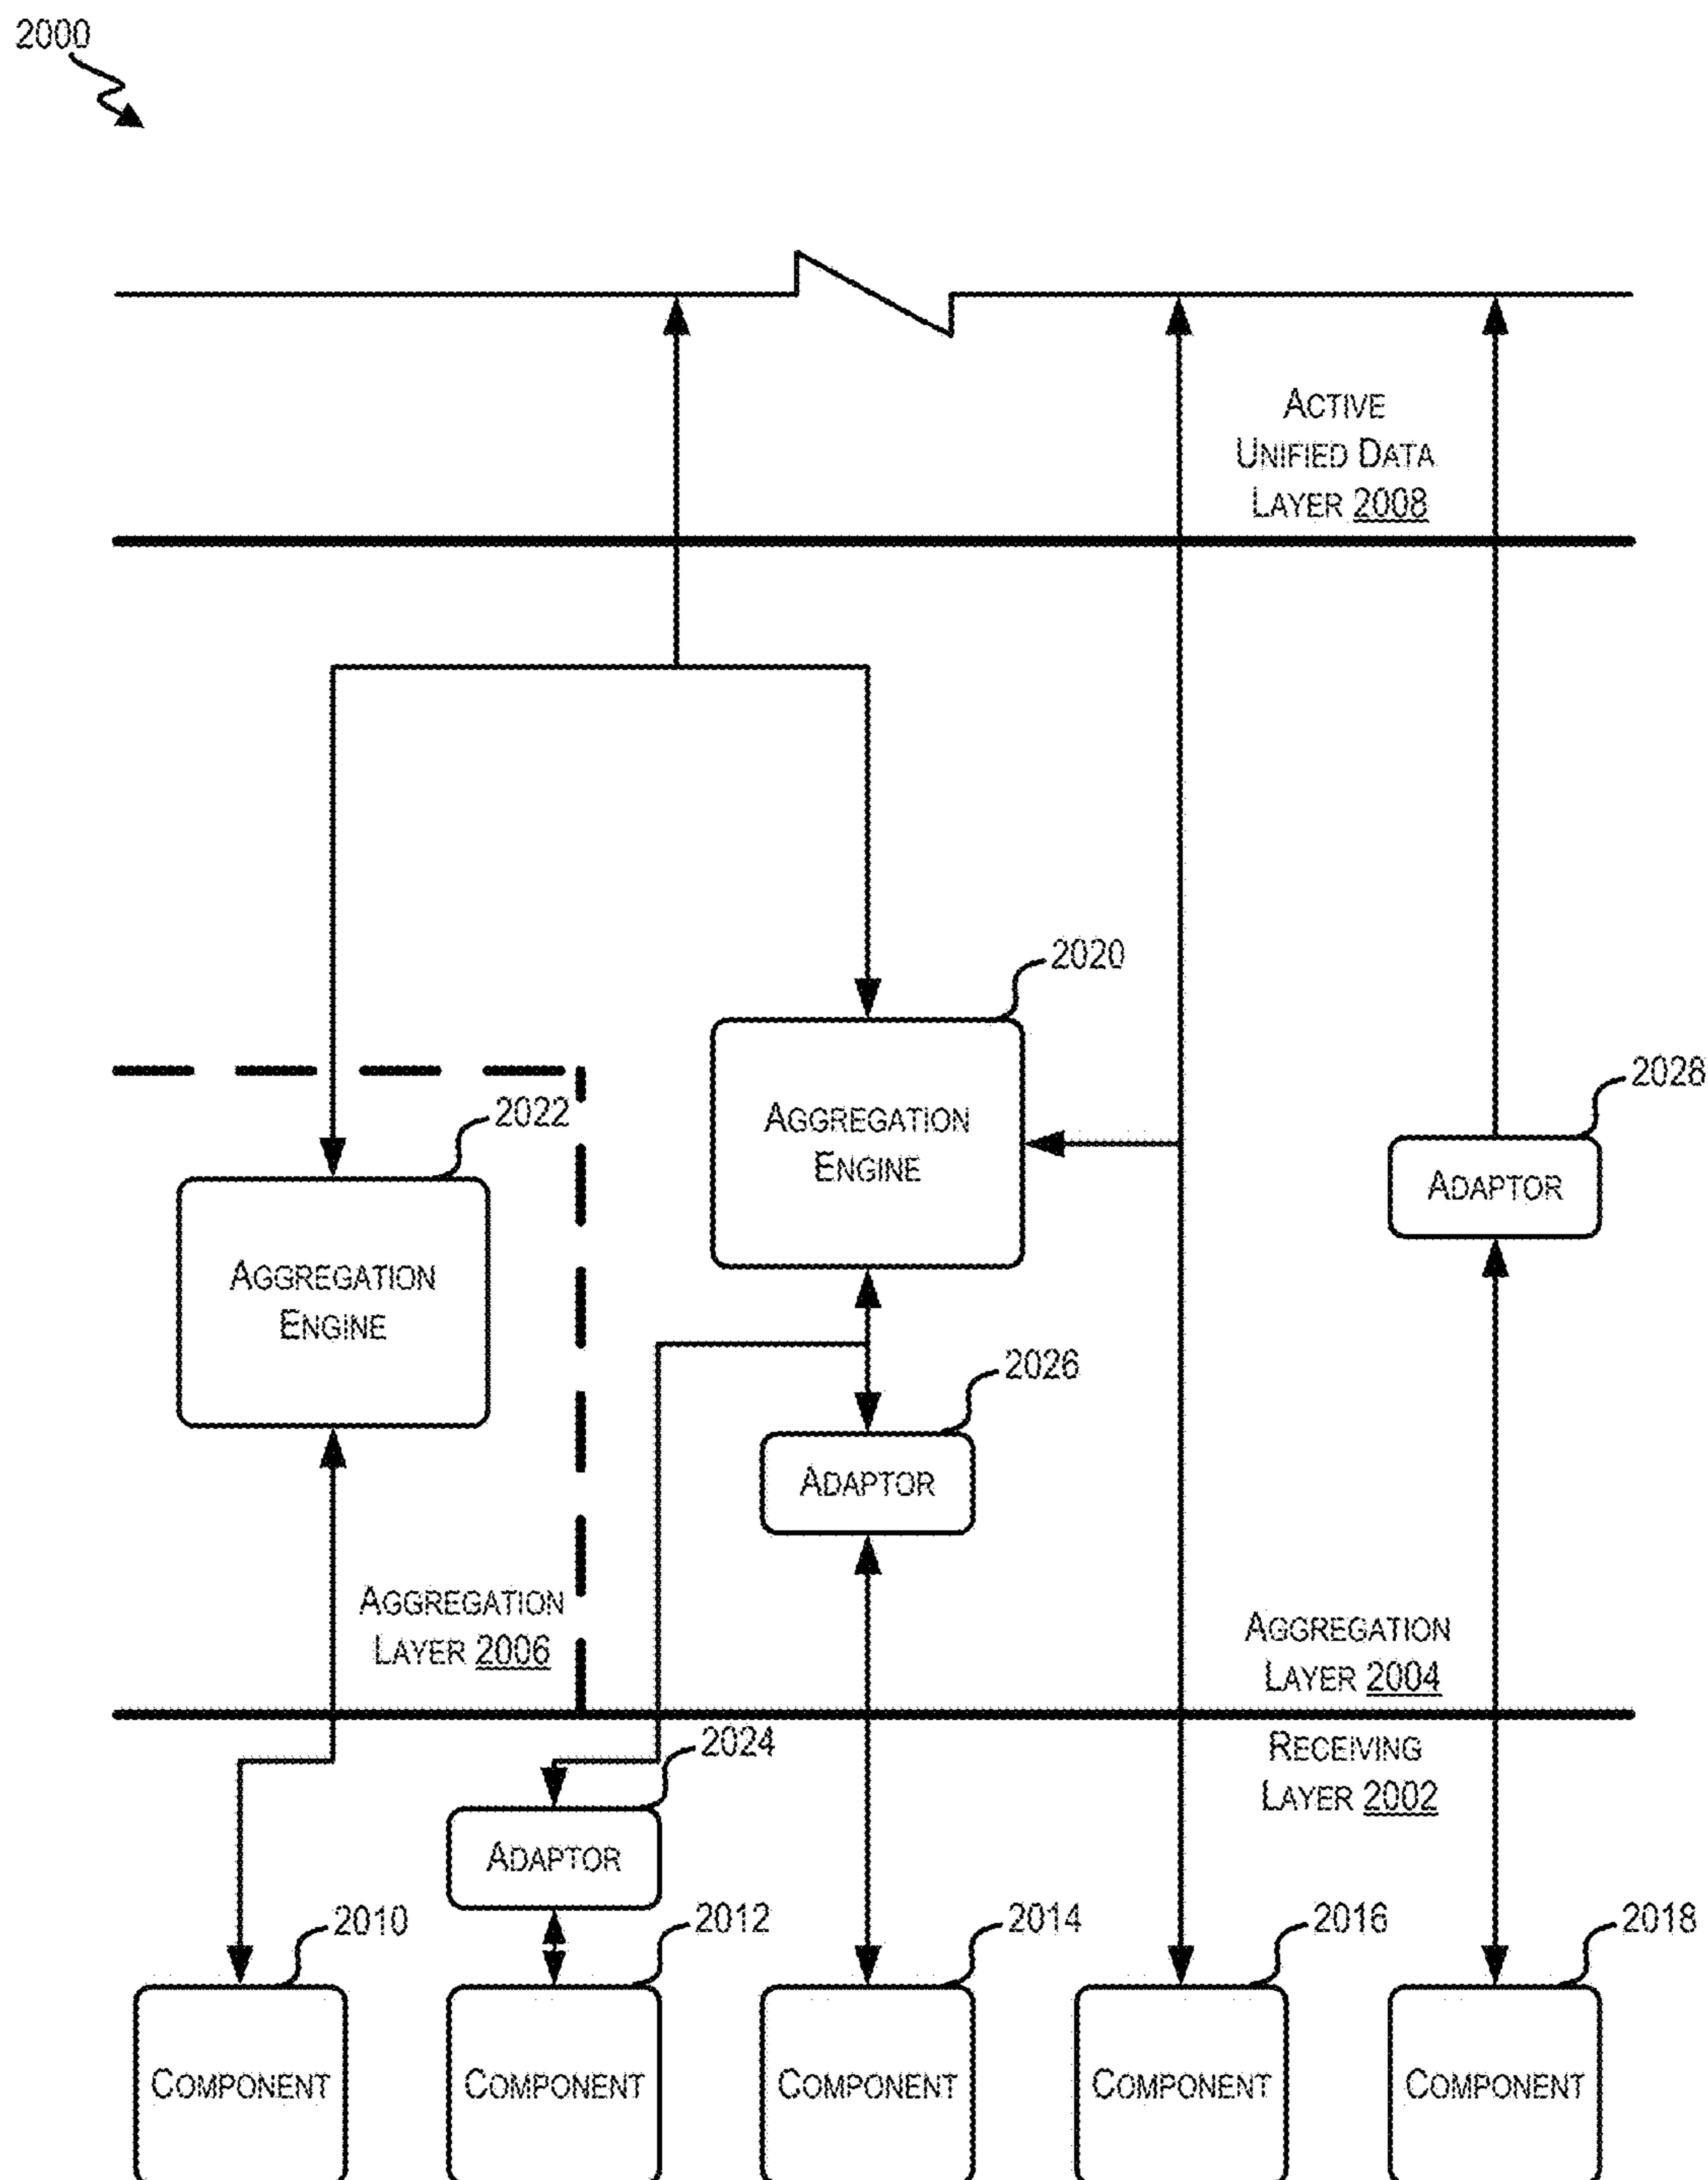 2000
ACTIVE
UNIFIED DATA
LAYER 2008
2020
2028
2022
AGGREGATION
ENGINE
ADAPTOR
AGGREGATION
ENGINE
2026
ADAPTOR
AGGREGATION
LAYER 2006
AGGREGATION
LAYER 2004
2024
RECEIVING
LAYER 2002
ADAPTOR
2010
2012
2014
2016
2018
COMPONENT
COMPONENT
COMPONENT
COMPONENT
COMPONENT